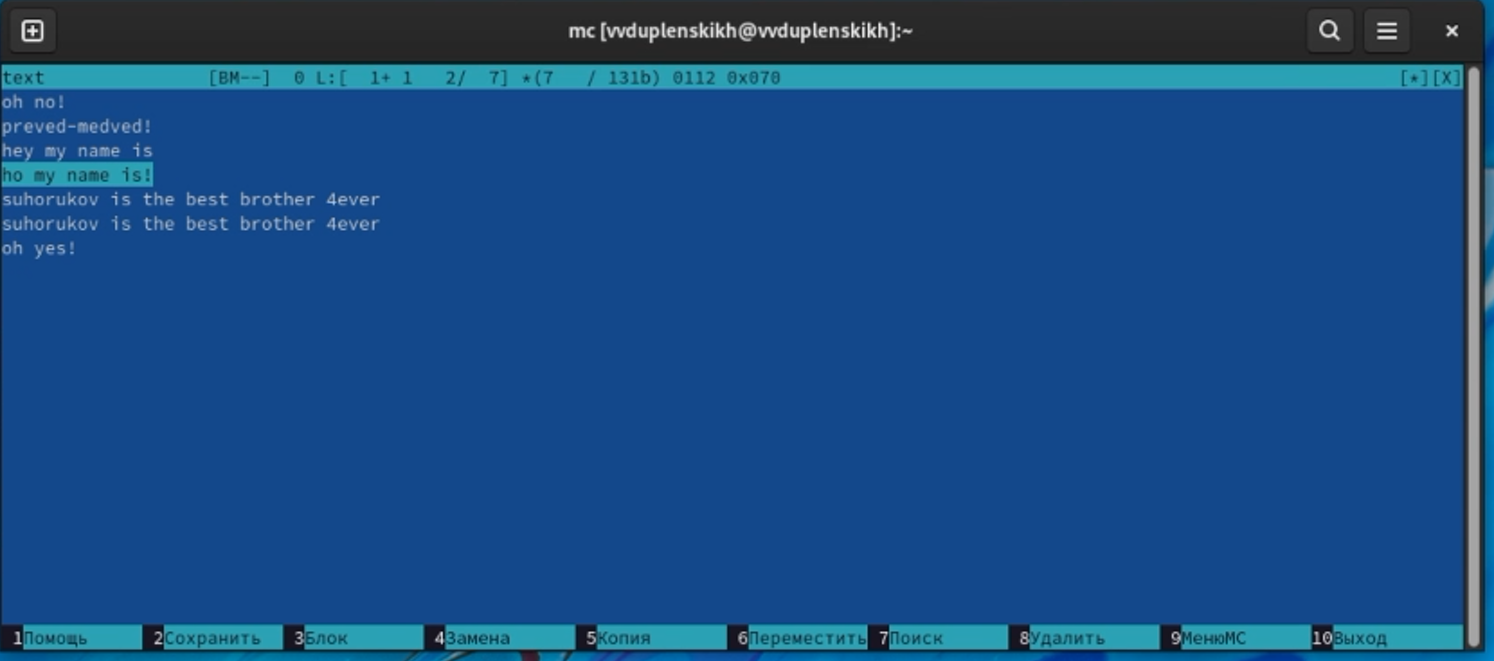 mc [vvduplenskikh@vvduplenskikh]:~
text [BM--] 0 L:[ 1+ 1 2/ 7] *(7 / 131b) 0112 0x070 [*][X]
oh no!
preved-medved!
hey my name is
ho my name is!
suhorukov is the best brother 4ever
suhorukov is the best brother 4ever
oh yes!
1Помощь 2Сохранить 3Блок 4Замена 5Копия 6Переместить 7Поиск 8Удалить 9МенюMC 10Выход